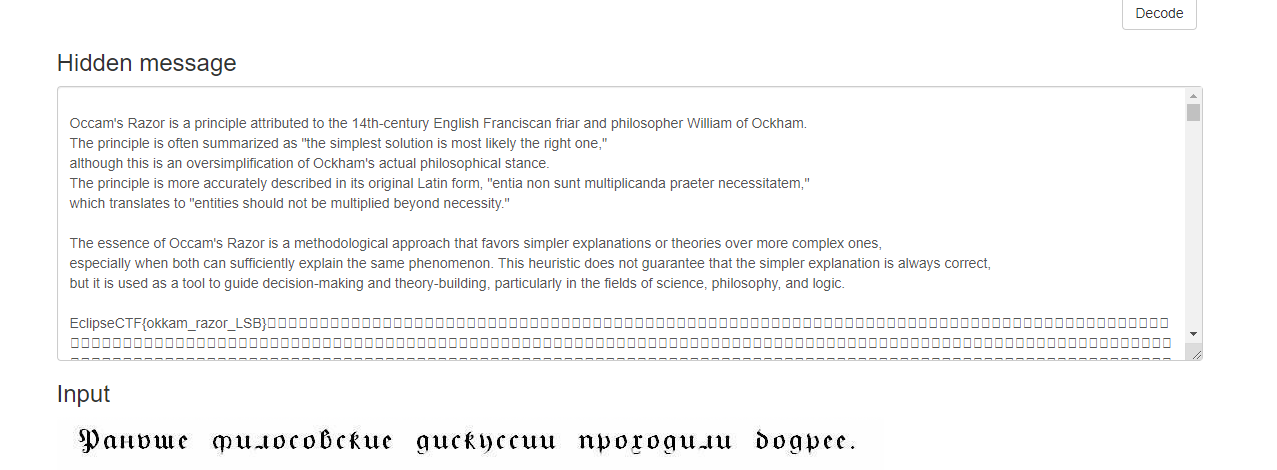 Decode
Hidden message
Occam's Razor is a principle attributed to the 14th-century English Franciscan friar and philosopher William of Ockham.
The principle is often summarized as "the simplest solution is most likely the right one,"
although this is an oversimplification of Ockham's actual philosophical stance.
The principle is more accurately described in its original Latin form, "entia non sunt multiplicanda praeter necessitatem,"
which translates to "entities should not be multiplied beyond necessity."
The essence of Occam's Razor is a methodological approach that favors simpler explanations or theories over more complex ones,
especially when both can sufficiently explain the same phenomenon. This heuristic does not guarantee that the simpler explanation is always correct,
but it is used as a tool to guide decision-making and theory-building, particularly in the fields of science, philosophy, and logic.
EclipseCTF{okkam_razor_LSB}
Input
Раньше филосовские дискуссии проходили бодрее.